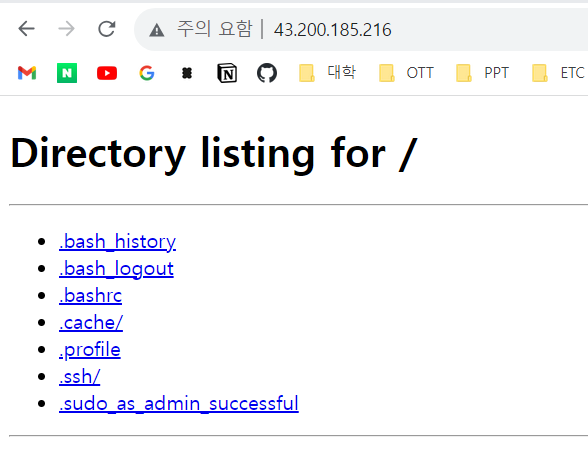 주의 요함 | 43.200.185.216
N N 대학 OTT PPT ETC
Directory listing for /
.bash_history
.bash_logout
.bashrc
.cache/
.profile
.ssh/
.sudo_as_admin_successful